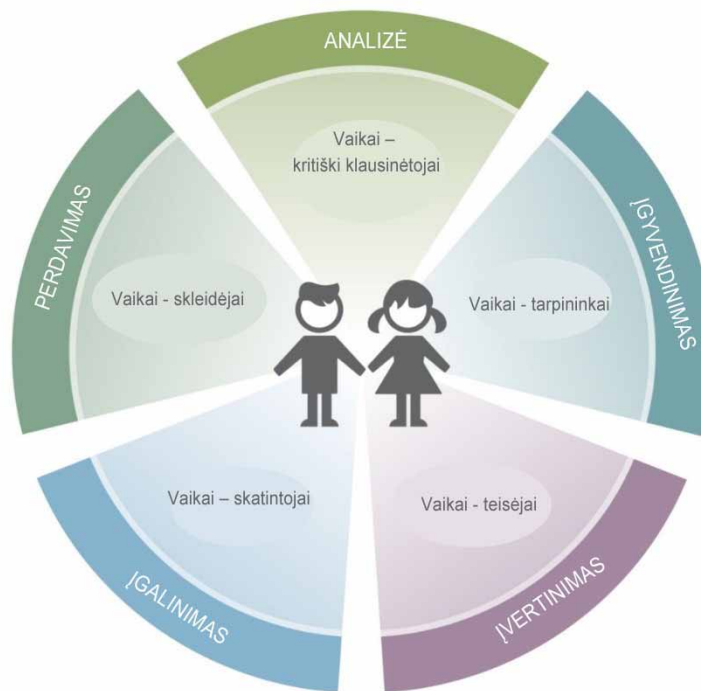 ANALIZĖ
Vaikai –
kritiški klausinėtojai
ĮGYVENDINIMAS
Vaikai - tarpininkai
ĮVERTINIMAS
Vaikai - teisėjai
ĮGALINIMAS
Vaikai – skatintojai
PERDAVIMAS
Vaikai - skleidėjai